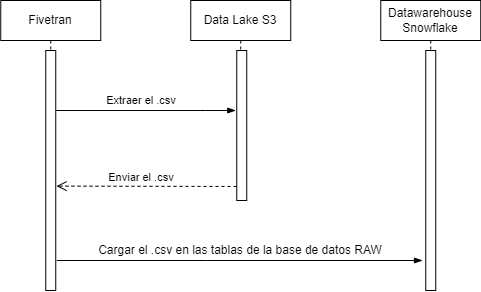 Fivetran
Data Lake S3
Datawarehouse
Snowflake
Extraer el .csv
Enviar el .csv
Cargar el .csv en las tablas de la base de datos RAW